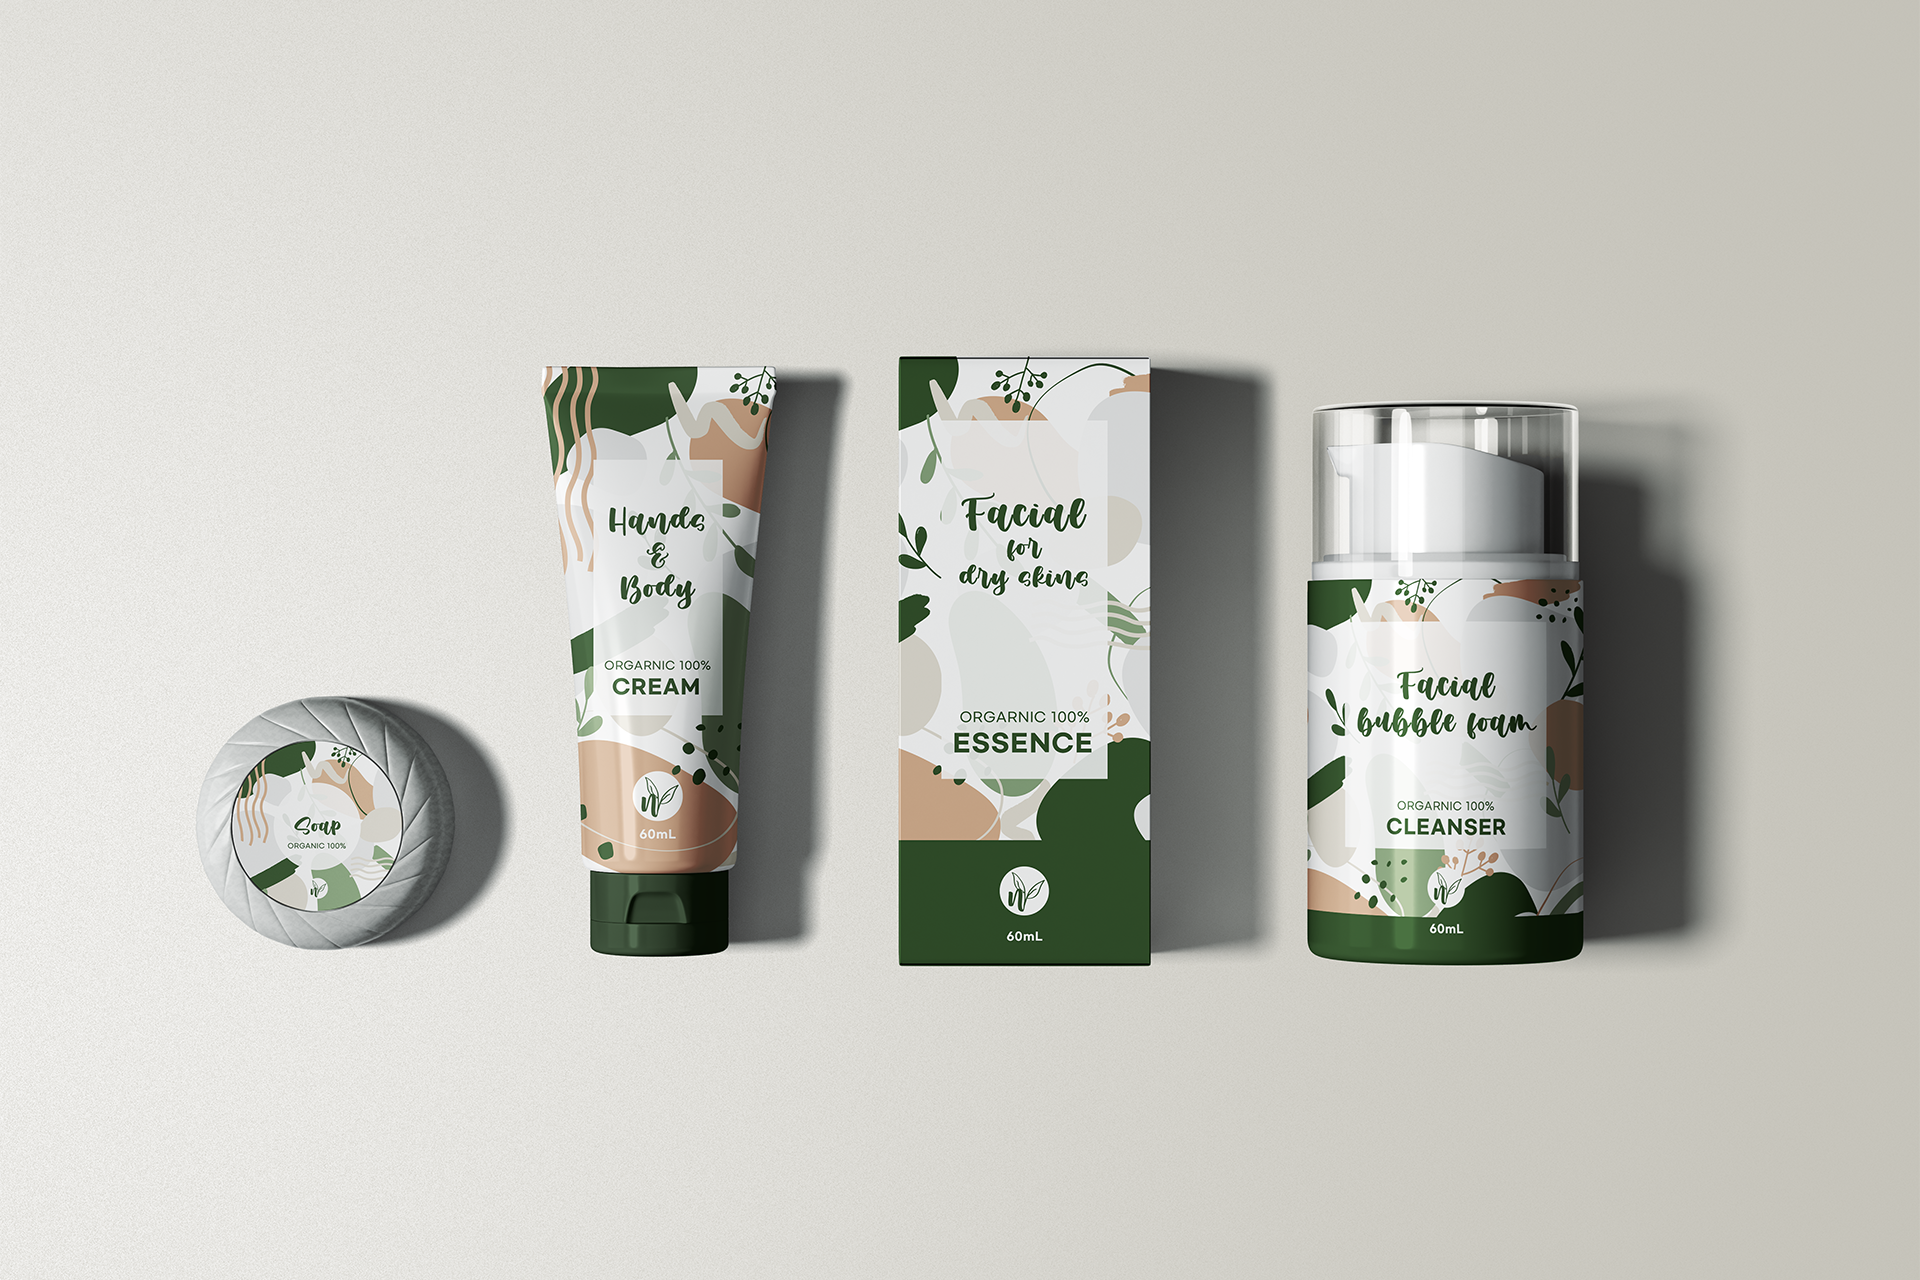 Soap
ORGANIC 100%
n
Hands
&
Body
ORGARNIC 100%
CREAM
n
60mL
Facial
for
dry skins
ORGARNIC 100%
ESSENCE
n
60mL
Facial
bubble foam
ORGARNIC 100%
CLEANSER
n
60mL